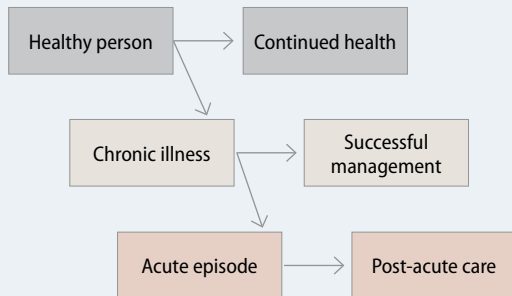 Healthy person
Continued health
Chronic illness
Successful
management
Acute episode
Post-acute care